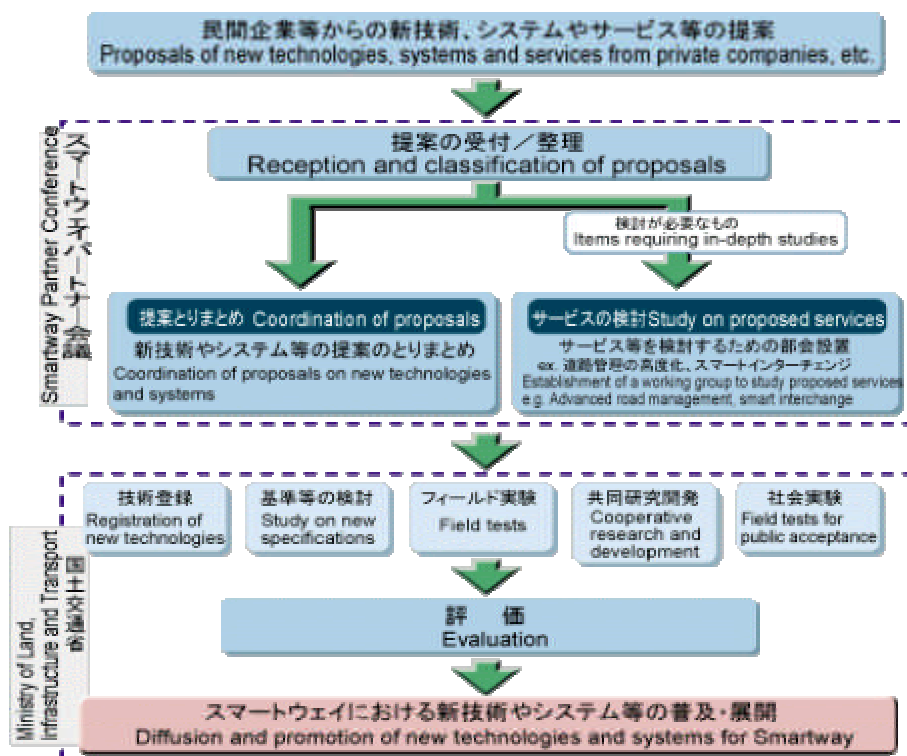 民間企業等からの新技術、システムやサービス等の提案
Proposals of new technologies, systems and services from private companies, etc.
スマートウェイパートナー会議
Smartway Partner Conference
提案の受付／整理
Reception and classification of proposals
検討が必要なもの
Items requiring in-depth studies
提案とりまとめ Coordination of proposals
新技術やシステム等の提案のとりまとめ
Coordination of proposals on new technologies
and systems
サービスの検討 Study on proposed services
サービス等を検討するための部会設置
ex. 道路管理の高度化、スマートインターチェンジ
Establishment of a working group to study proposed services
e.g. Advanced road management, smart interchange
Ministry of Land,
Infrastructure and Transport
国土交通省
技術登録
Registration of
new technologies
基準等の検討
Study on new
specifications
フィールド実験
Field tests
共同研究開発
Cooperative
research and
development
社会実験
Field tests for
public acceptance
評　価
Evaluation
スマートウェイにおける新技術やシステム等の普及・展開
Diffusion and promotion of new technologies and systems for Smartway